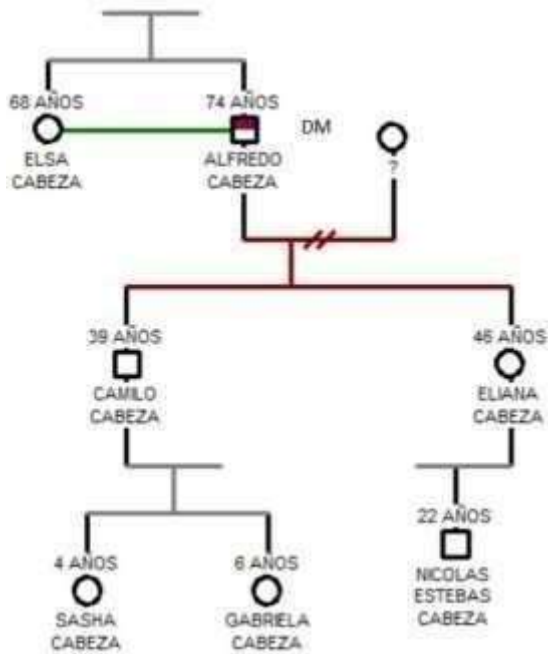 68 AÑOS
74 AÑOS
DM
ELSA
CABEZA
ALFREDO
CABEZA
?
39 AÑOS
46 AÑOS
CAMILO
CABEZA
ELIANA
CABEZA
22 AÑOS
4 AÑOS
6 AÑOS
NICOLAS
ESTEBAS
CABEZA
SASHA
CABEZA
GABRIELA
CABEZA